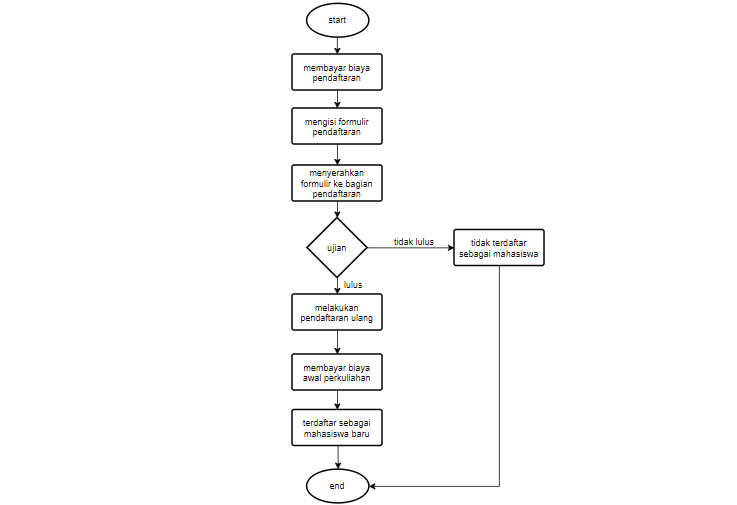 start
membayar biaya
pendaftaran
mengisi formulir
pendaftaran
menyerahkan
formulir ke bagian
pendaftaran
ujian
tidak lulus
tidak terdaftar
sebagai mahasiswa
lulus
melakukan
pendaftaran ulang
membayar biaya
awal perkuliahan
terdaftar sebagai
mahasiswa baru
end